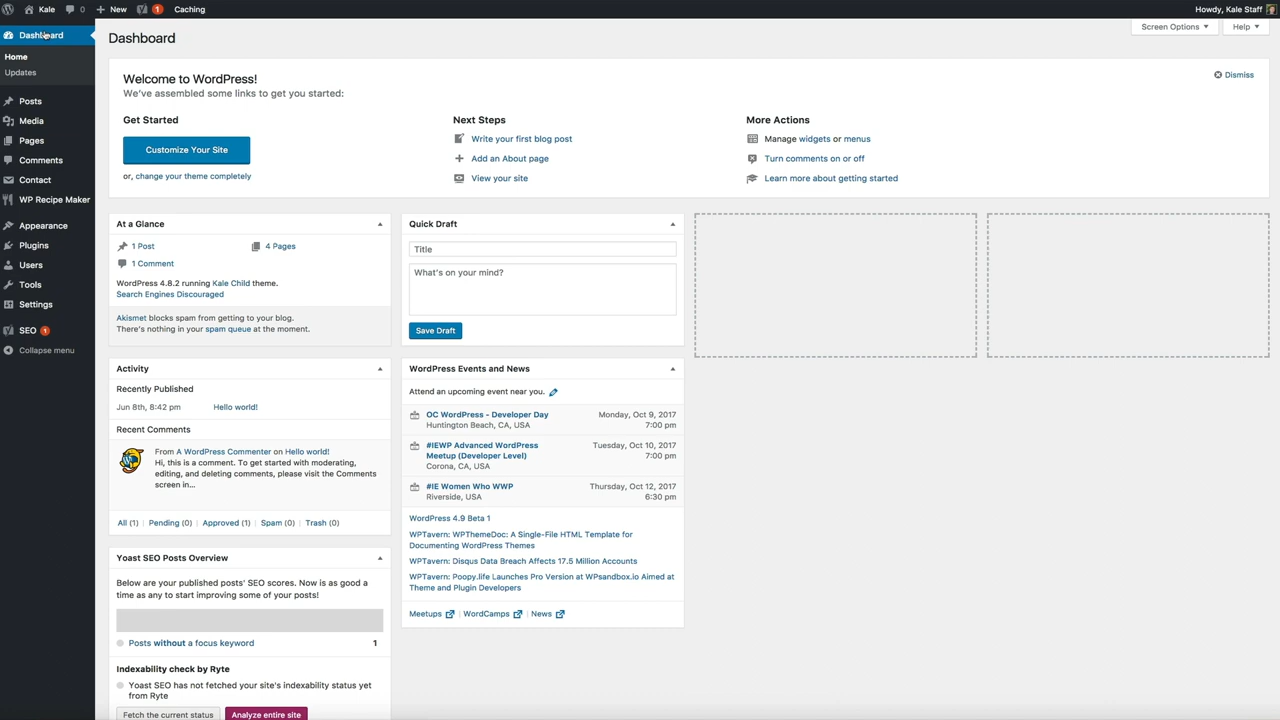 Kale 0 New 1 Caching
Howdy, Kale Staff
Dashboard
Home
Updates
Posts
Media
Pages
Comments
Contact
WP Recipe Maker
Appearance
Plugins
Users
Tools
Settings
SEO 1
Collapse menu
Dashboard
Screen Options
Help
Welcome to WordPress!
We've assembled some links to get you started:
Dismiss
Get Started
Customize Your Site
or, change your theme completely
Next Steps
Write your first blog post
Add an About page
View your site
More Actions
Manage widgets or menus
Turn comments on or off
Learn more about getting started
At a Glance
1 Post
4 Pages
1 Comment
WordPress 4.8.2 running Kale Child theme.
Search Engines Discouraged
Akismet blocks spam from getting to your blog.
There's nothing in your spam queue at the moment.
Activity
Recently Published
Jun 8th, 8:42 pm Hello world!
Recent Comments
From A WordPress Commenter on Hello world!
Hi, this is a comment. To get started with moderating,
editing, and deleting comments, please visit the Comments
screen in...
All (1) | Pending (0) | Approved (1) | Spam (0) | Trash (0)
Yoast SEO Posts Overview
Below are your published posts' SEO scores. Now is as good a
time as any to start improving some of your posts!
Posts without a focus keyword 1
Indexability check by Ryte
Yoast SEO has not fetched your site's indexability status yet
from Ryte
Fetch the current status
Analyze entire site
Quick Draft
Title
What's on your mind?
Save Draft
WordPress Events and News
Attend an upcoming event near you.
OC WordPress - Developer Day
Huntington Beach, CA, USA
Monday, Oct 9, 2017
7:00 pm
#IEWP Advanced WordPress
Meetup (Developer Level)
Corona, CA, USA
Tuesday, Oct 10, 2017
7:00 pm
#IE Women Who WWP
Riverside, USA
Thursday, Oct 12, 2017
6:30 pm
WordPress 4.9 Beta 1
WPTavern: WPThemeDoc: A Single-File HTML Template for
Documenting WordPress Themes
WPTavern: Disqus Data Breach Affects 17.5 Million Accounts
WPTavern: Poopy.life Launches Pro Version at WPsandbox.io Aimed at
Theme and Plugin Developers
Meetups | WordCamps | News